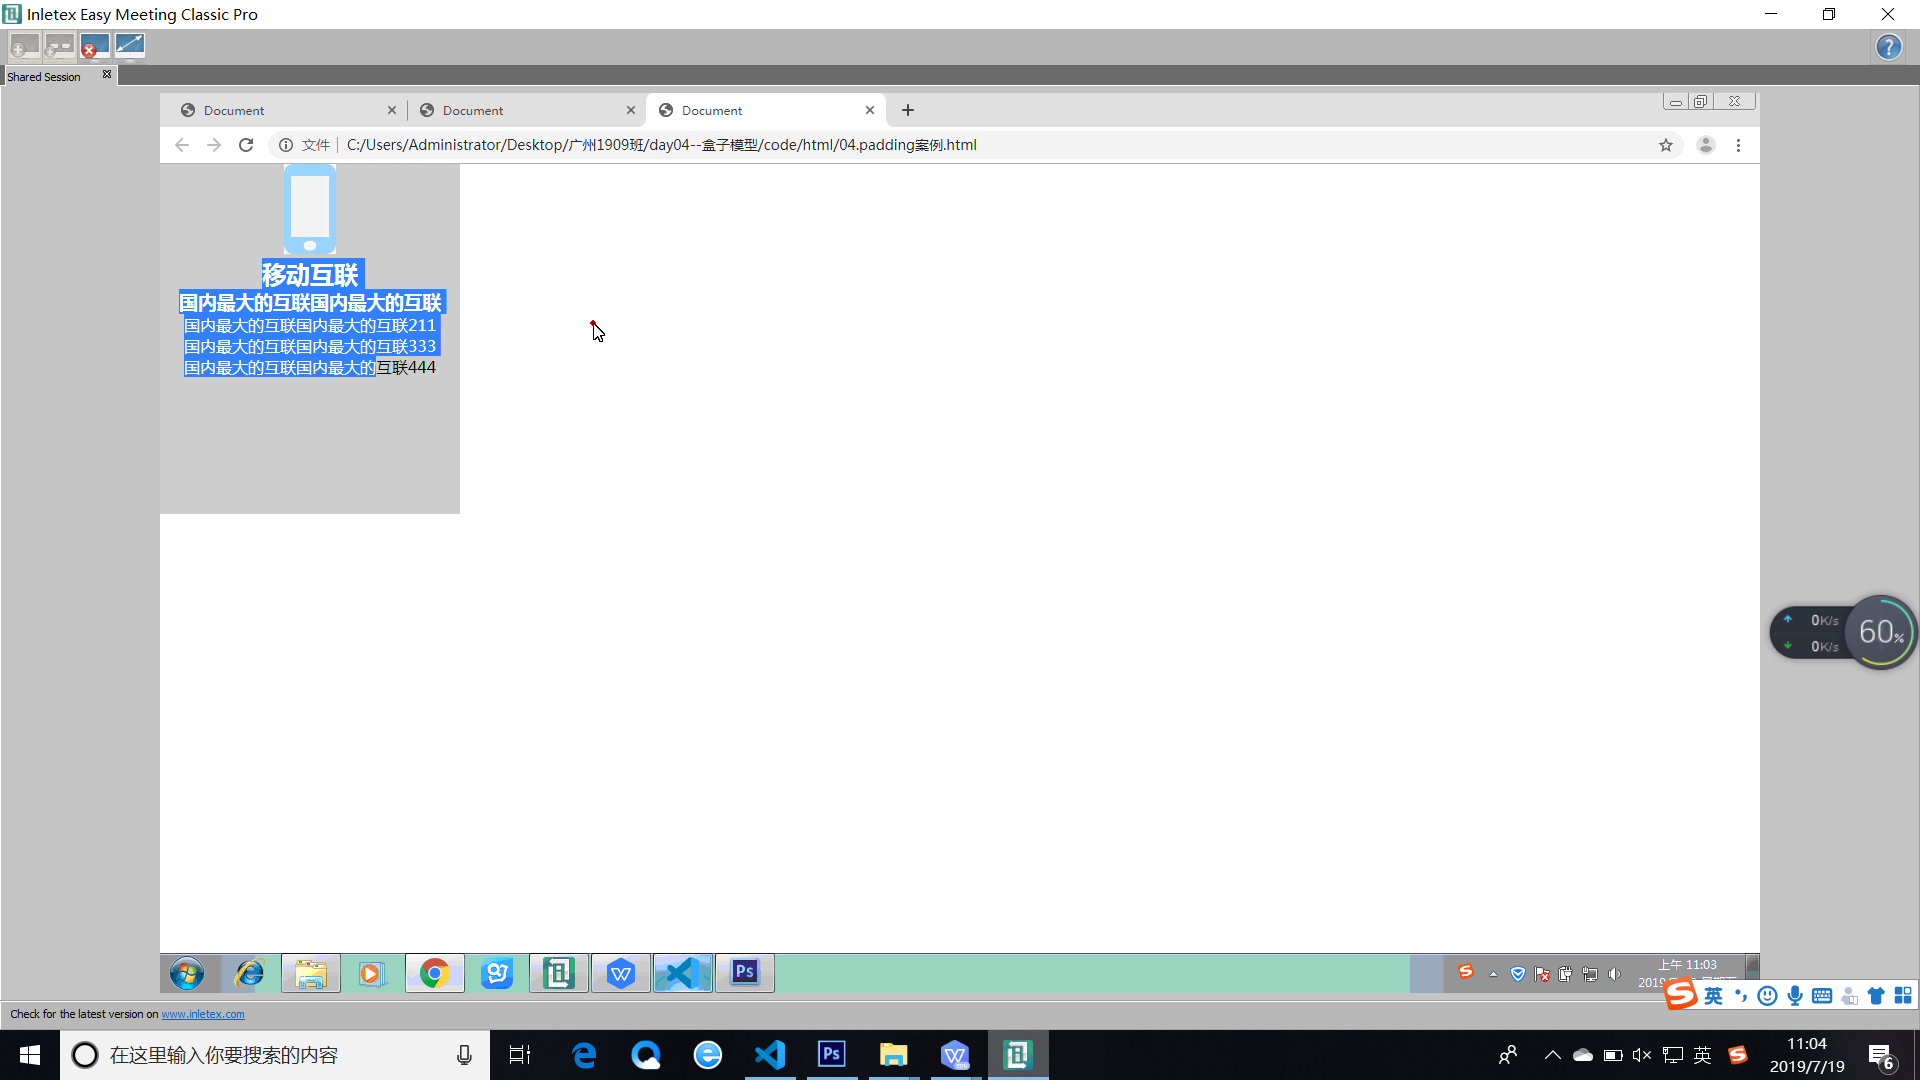 Inletex Easy Meeting Classic Pro
Shared Session
Document
Document
Document
文件
C:/Users/Administrator/Desktop/广州1909班/day04--盒子模型/code/html/04.padding案例.html
移动互联
国内最大的互联国内最大的互联
国内最大的互联国内最大的互联211
国内最大的互联国内最大的互联333
国内最大的互联国内最大的互联444
0K/s
0K/s
60%
Ps
上午 11:03
英
Check for the latest version on www.inletex.com
在这里输入你要搜索的内容
Ps
英
11:04
2019/7/19
6